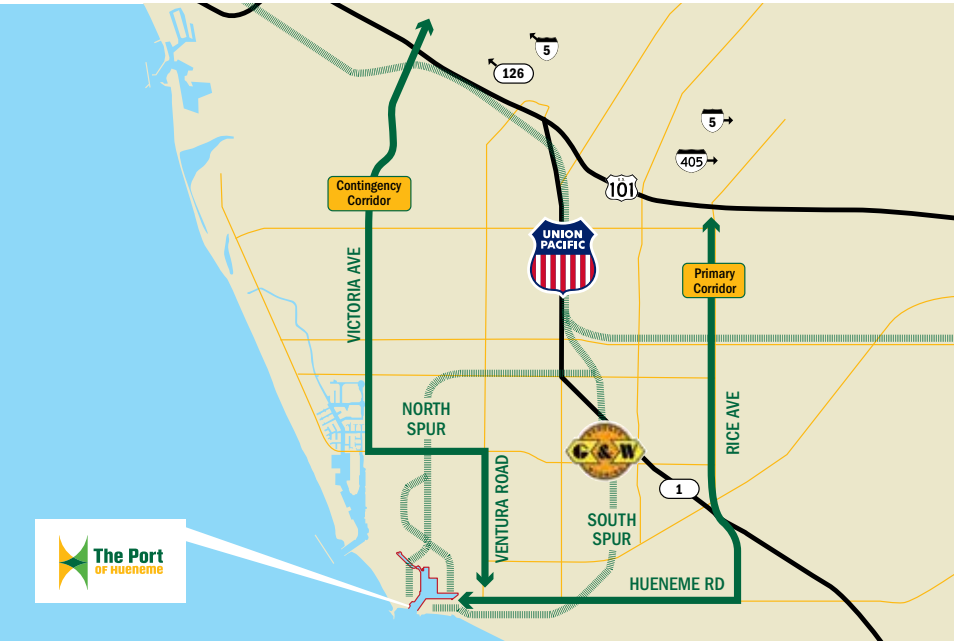 5
126
5
405
U.S.
101
Contingency
Corridor
UNION
PACIFIC
Primary
Corridor
VICTORIA AVE
NORTH
SPUR
RICE AVE
G & W
1
VENTURA ROAD
SOUTH
SPUR
The Port
OF HUENEME
HUENEME RD